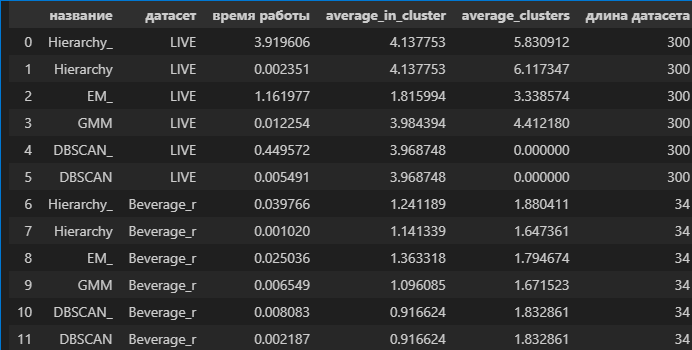 название датасет время работы average_in_cluster average_clusters длина датасета
0 Hierarchy_ LIVE 3.919606 4.137753 5.830912 300
1 Hierarchy LIVE 0.002351 4.137753 6.117347 300
2 EM_ LIVE 1.161977 1.815994 3.338574 300
3 GMM LIVE 0.012254 3.984394 4.412180 300
4 DBSCAN_ LIVE 0.449572 3.968748 0.000000 300
5 DBSCAN LIVE 0.005491 3.968748 0.000000 300
6 Hierarchy_ Beverage_r 0.039766 1.241189 1.880411 34
7 Hierarchy Beverage_r 0.001020 1.141339 1.647361 34
8 EM_ Beverage_r 0.025036 1.363318 1.794674 34
9 GMM Beverage_r 0.006549 1.096085 1.671523 34
10 DBSCAN_ Beverage_r 0.008083 0.916624 1.832861 34
11 DBSCAN Beverage_r 0.002187 0.916624 1.832861 34